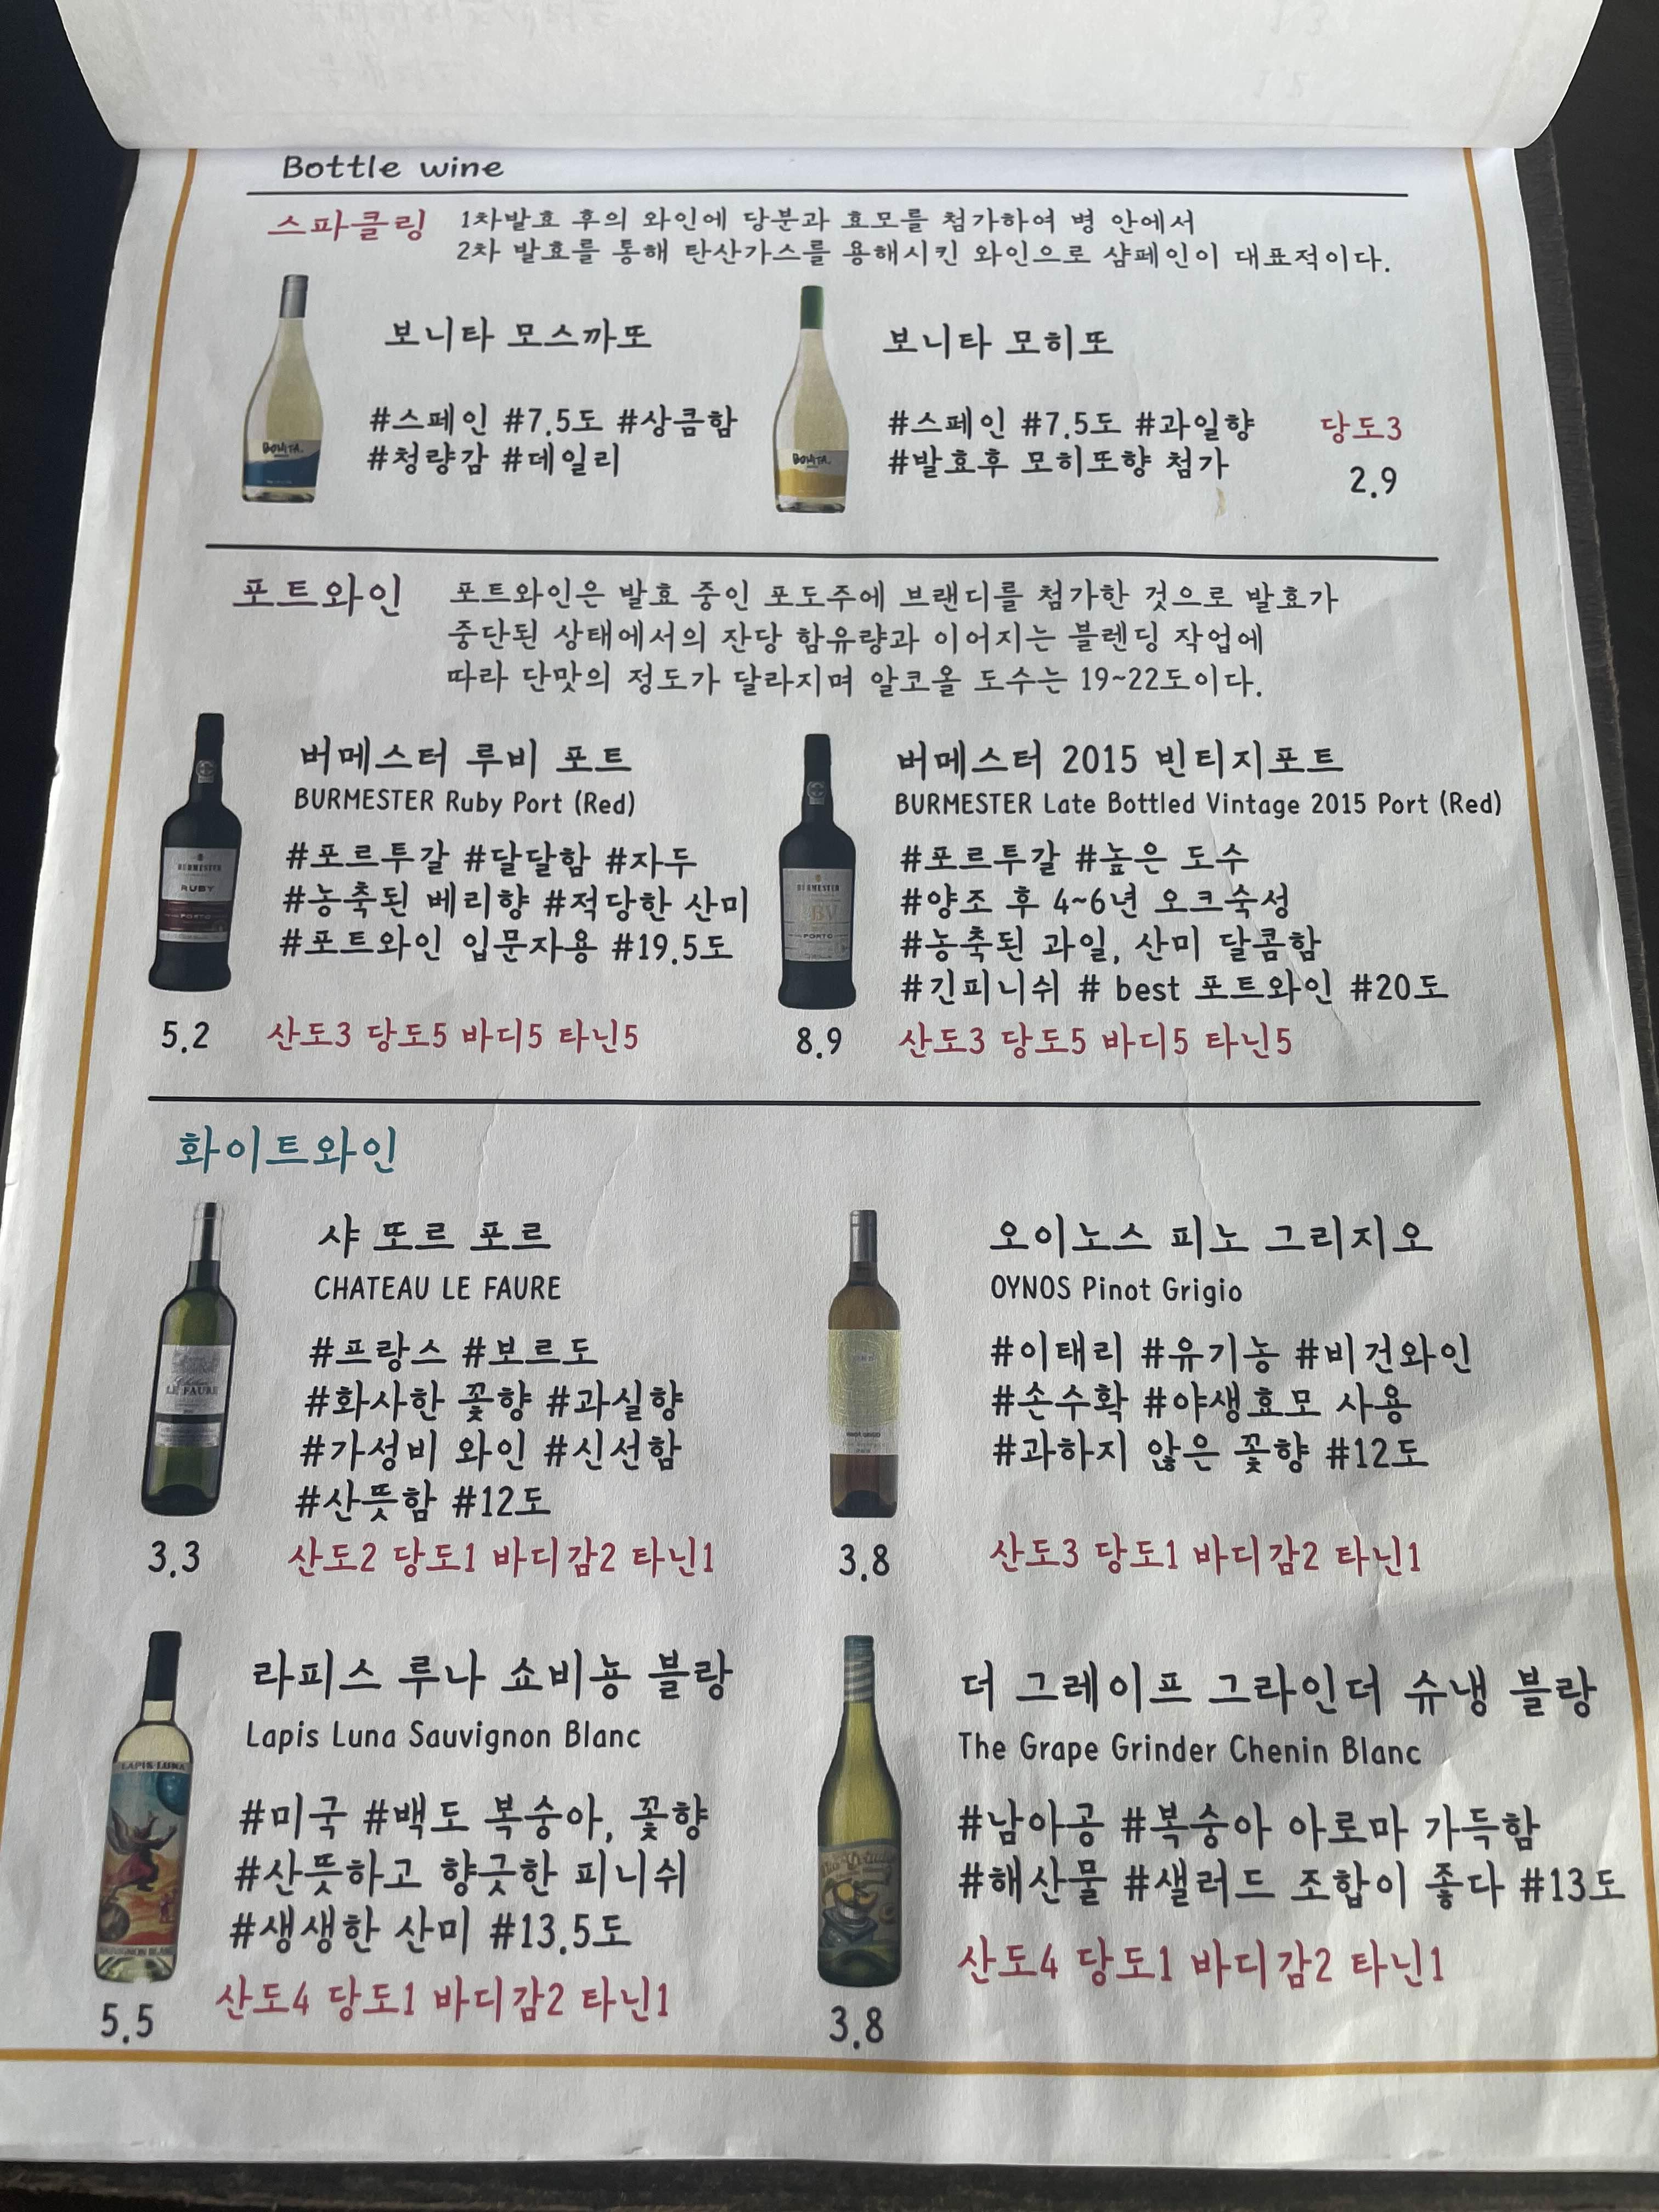 Bottle wine
스파클링
1차발효 후의 와인에 당분과 효모를 첨가하여 병 안에서
2차 발효를 통해 탄산가스를 용해시킨 와인으로 샴페인이 대표적이다.
보니타 모스까또
#스페인 #7.5도 #상큼함
#청량감 #데일리
BONITA
보니타 모히또
#스페인 #7.5도 #과일향
#발효후 모히또향 첨가
BONITA
당도3
2.9
포트와인
포트와인은 발효 중인 포도주에 브랜디를 첨가한 것으로 발효가
중단된 상태에서의 잔당 함유량과 이어지는 블렌딩 작업에
따라 단맛의 정도가 달라지며 알코올 도수는 19~22도이다.
버메스터 루비 포트
BURMESTER Ruby Port (Red)
#포르투갈 #달달함 #자두
#농축된 베리향 #적당한 산미
#포트와인 입문자용 #19.5도
BURMESTER
RUBY
PORTO
5.2
산도3 당도5 바디5 타닌5
버메스터 2015 빈티지포트
BURMESTER Late Bottled Vintage 2015 Port (Red)
#포르투갈 #높은 도수
#양조 후 4~6년 오크숙성
#농축된 과일, 산미 달콤함
#긴피니쉬 # best 포트와인 #20도
BURMESTER
LBV
PORTO
8.9
산도3 당도5 바디5 타닌5
화이트와인
샤 또르 포르
CHATEAU LE FAURE
#프랑스 #보르도
#화사한 꽃향 #과실향
#가성비 와인 #신선함
#산뜻함 #12도
LE FAURE
3.3
산도2 당도1 바디감2 타닌1
오이노스 피노 그리지오
OYNOS Pinot Grigio
#이태리 #유기농 #비건와인
#손수확 #야생효모 사용
#과하지 않은 꽃향 #12도
3.8
산도3 당도1 바디감2 타닌1
라피스 루나 쇼비뇽 블랑
Lapis Luna Sauvignon Blanc
#미국 #백도 복숭아, 꽃향
#산뜻하고 향긋한 피니쉬
#생생한 산미 #13.5도
LAPIS LUNA
SAUVIGNON BLANC
5.5
산도4 당도1 바디감2 타닌1
더 그레이프 그라인더 슈냉 블랑
The Grape Grinder Chenin Blanc
#남아공 #복숭아 아로마 가득함
#해산물 #샐러드 조합이 좋다 #13도
산도4 당도1 바디감2 타닌1
3.8